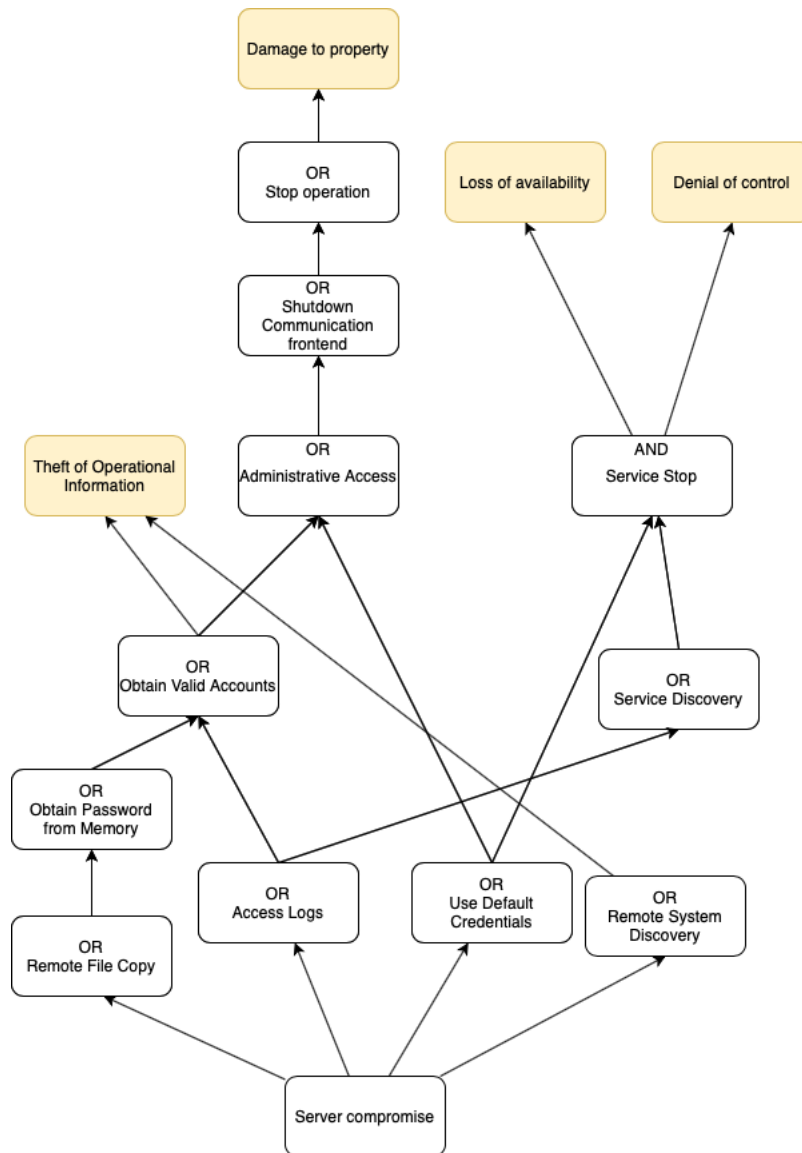 Damage to property
OR
Stop operation
Loss of availability
Denial of control
OR
Shutdown
Communication
frontend
Theft of Operational
Information
OR
Administrative Access
AND
Service Stop
OR
Obtain Valid Accounts
OR
Service Discovery
OR
Obtain Password
from Memory
OR
Access Logs
OR
Use Default
Credentials
OR
Remote System
Discovery
OR
Remote File Copy
Server compromise